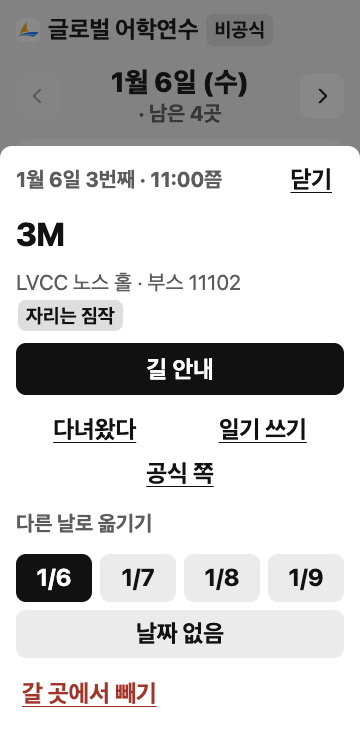 글로벌 어학연수 비공식
1월 6일 (수)
· 남은 4곳
1월 6일 3번째 · 11:00쯤 닫기
3M
LVCC 노스 홀 · 부스 11102
자리는 짐작
길 안내
다녀왔다 일기 쓰기
공식 쪽
다른 날로 옮기기
1/6 1/7 1/8 1/9
날짜 없음
갈 곳에서 빼기